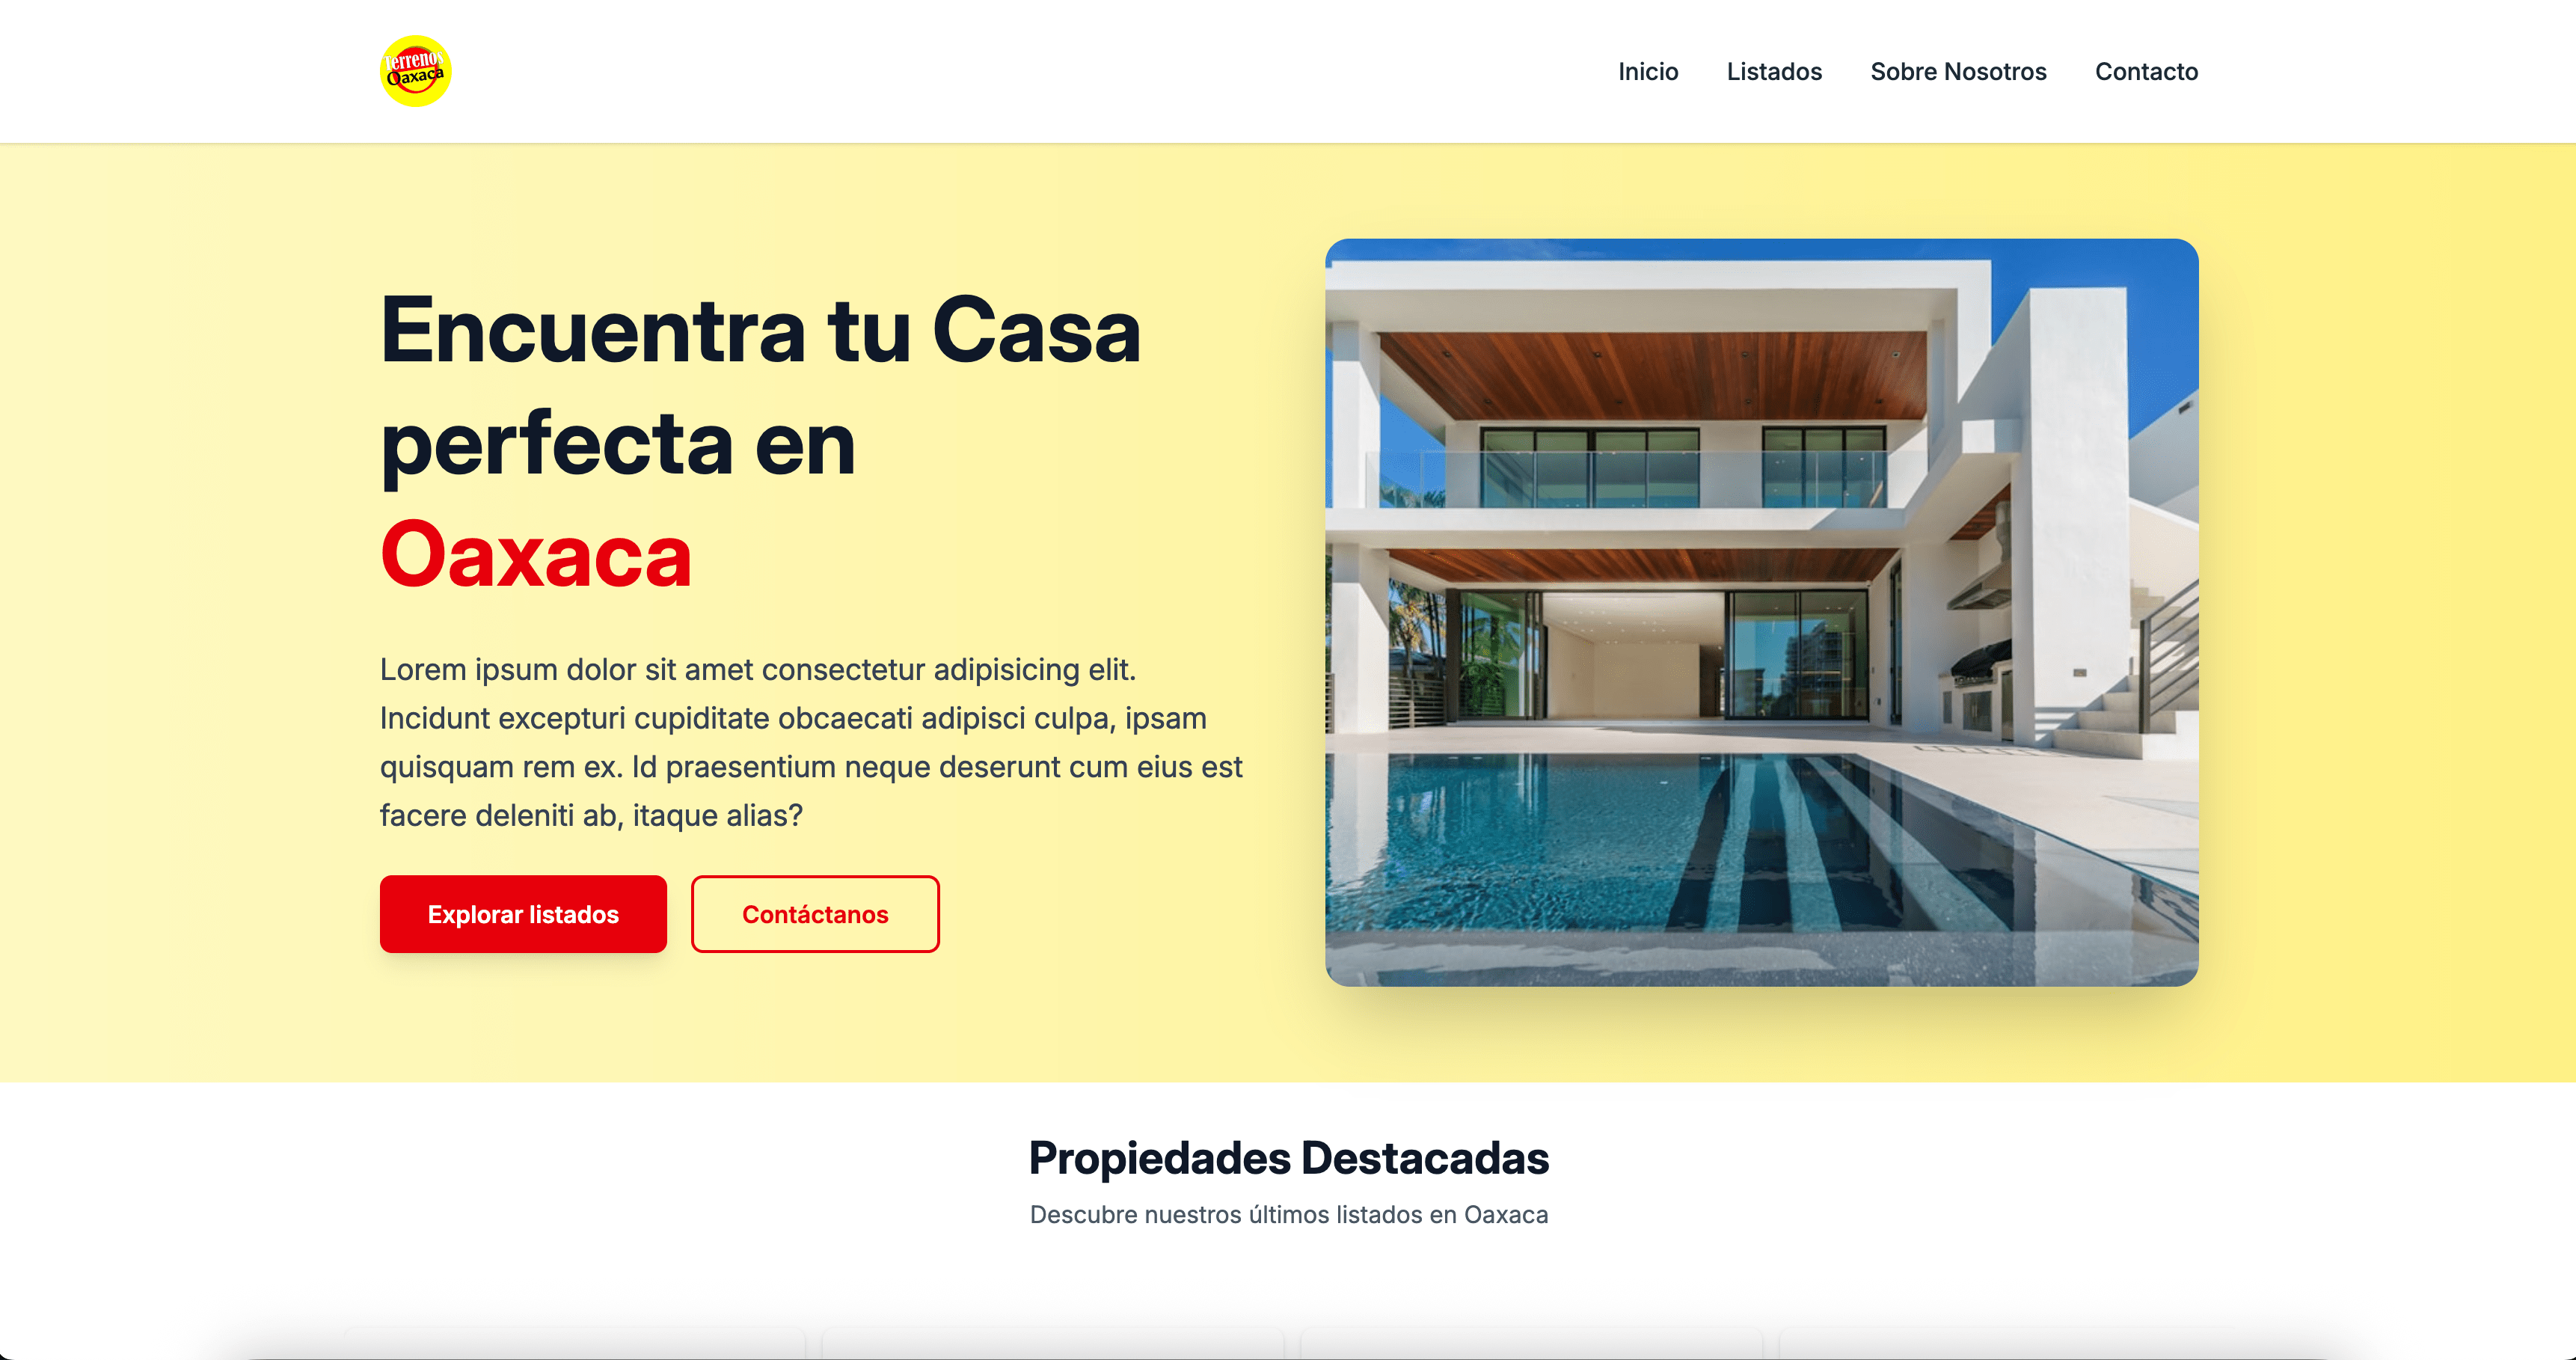 Terrenos
Oaxaca
Inicio
Listados
Sobre Nosotros
Contacto
Encuentra tu Casa
perfecta en
Oaxaca
Lorem ipsum dolor sit amet consectetur adipisicing elit.
Incidunt excepturi cupiditate obcaecati adipisci culpa, ipsam
quisquam rem ex. Id praesentium neque deserunt cum eius est
facere deleniti ab, itaque alias?
Explorar listados
Contáctanos
Propiedades Destacadas
Descubre nuestros últimos listados en Oaxaca